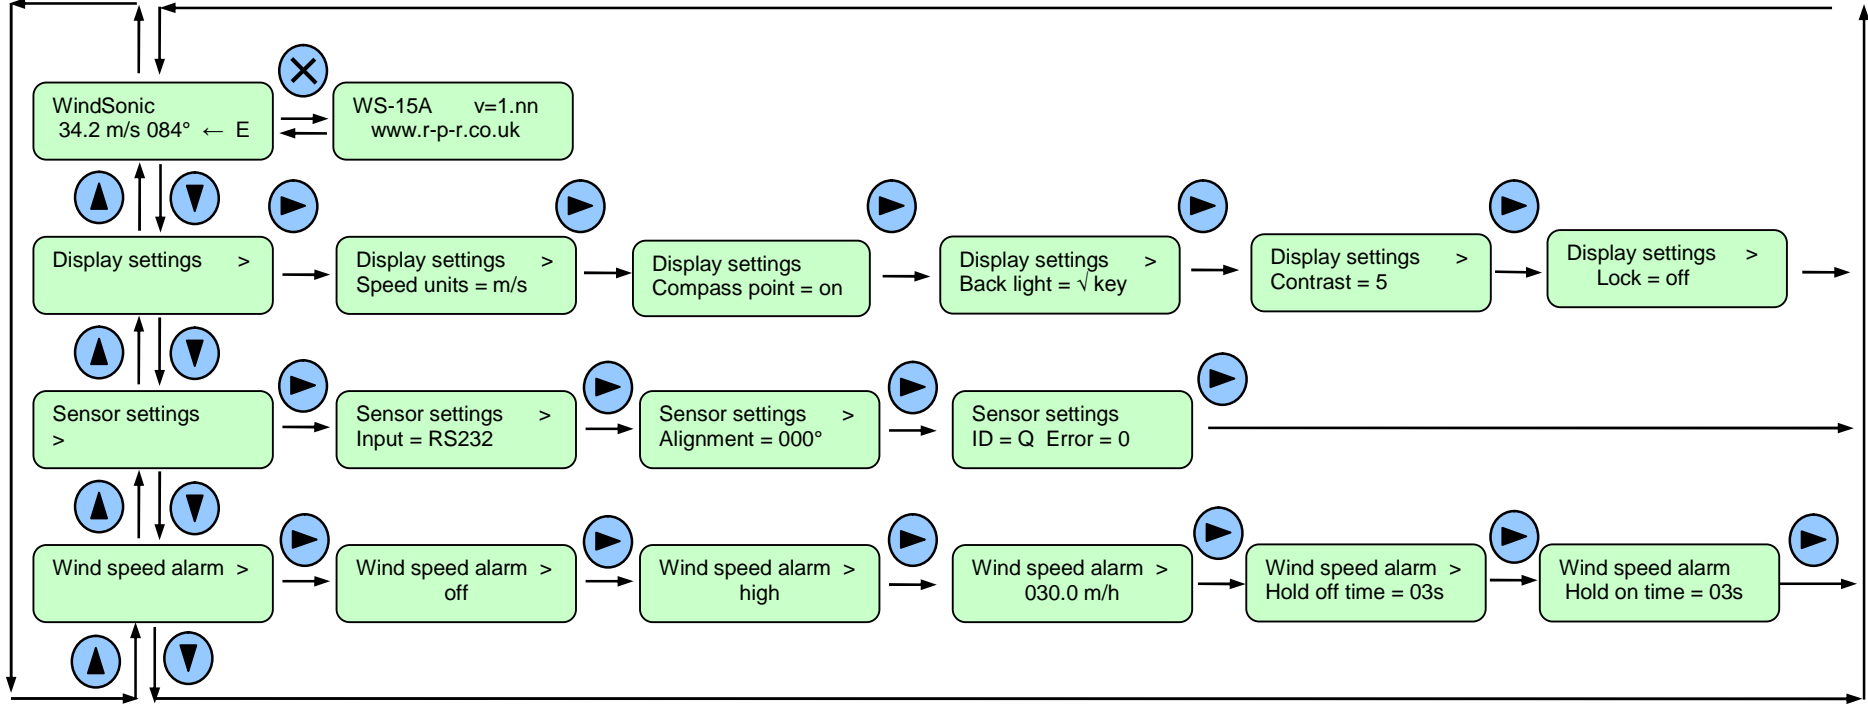 WindSonic
34.2 m/s 084° ← E
WS-15A v=1.nn
www.r-p-r.co.uk
Display settings >
Display settings >
Speed units = m/s
Display settings
Compass point = on
Display settings >
Back light = √ key
Display settings >
Contrast = 5
Display settings >
Lock = off
Sensor settings
>
Sensor settings >
Input = RS232
Sensor settings >
Alignment = 000°
Sensor settings
ID = Q Error = 0
Wind speed alarm >
Wind speed alarm >
off
Wind speed alarm >
high
Wind speed alarm >
030.0 m/h
Wind speed alarm >
Hold off time = 03s
Wind speed alarm
Hold on time = 03s